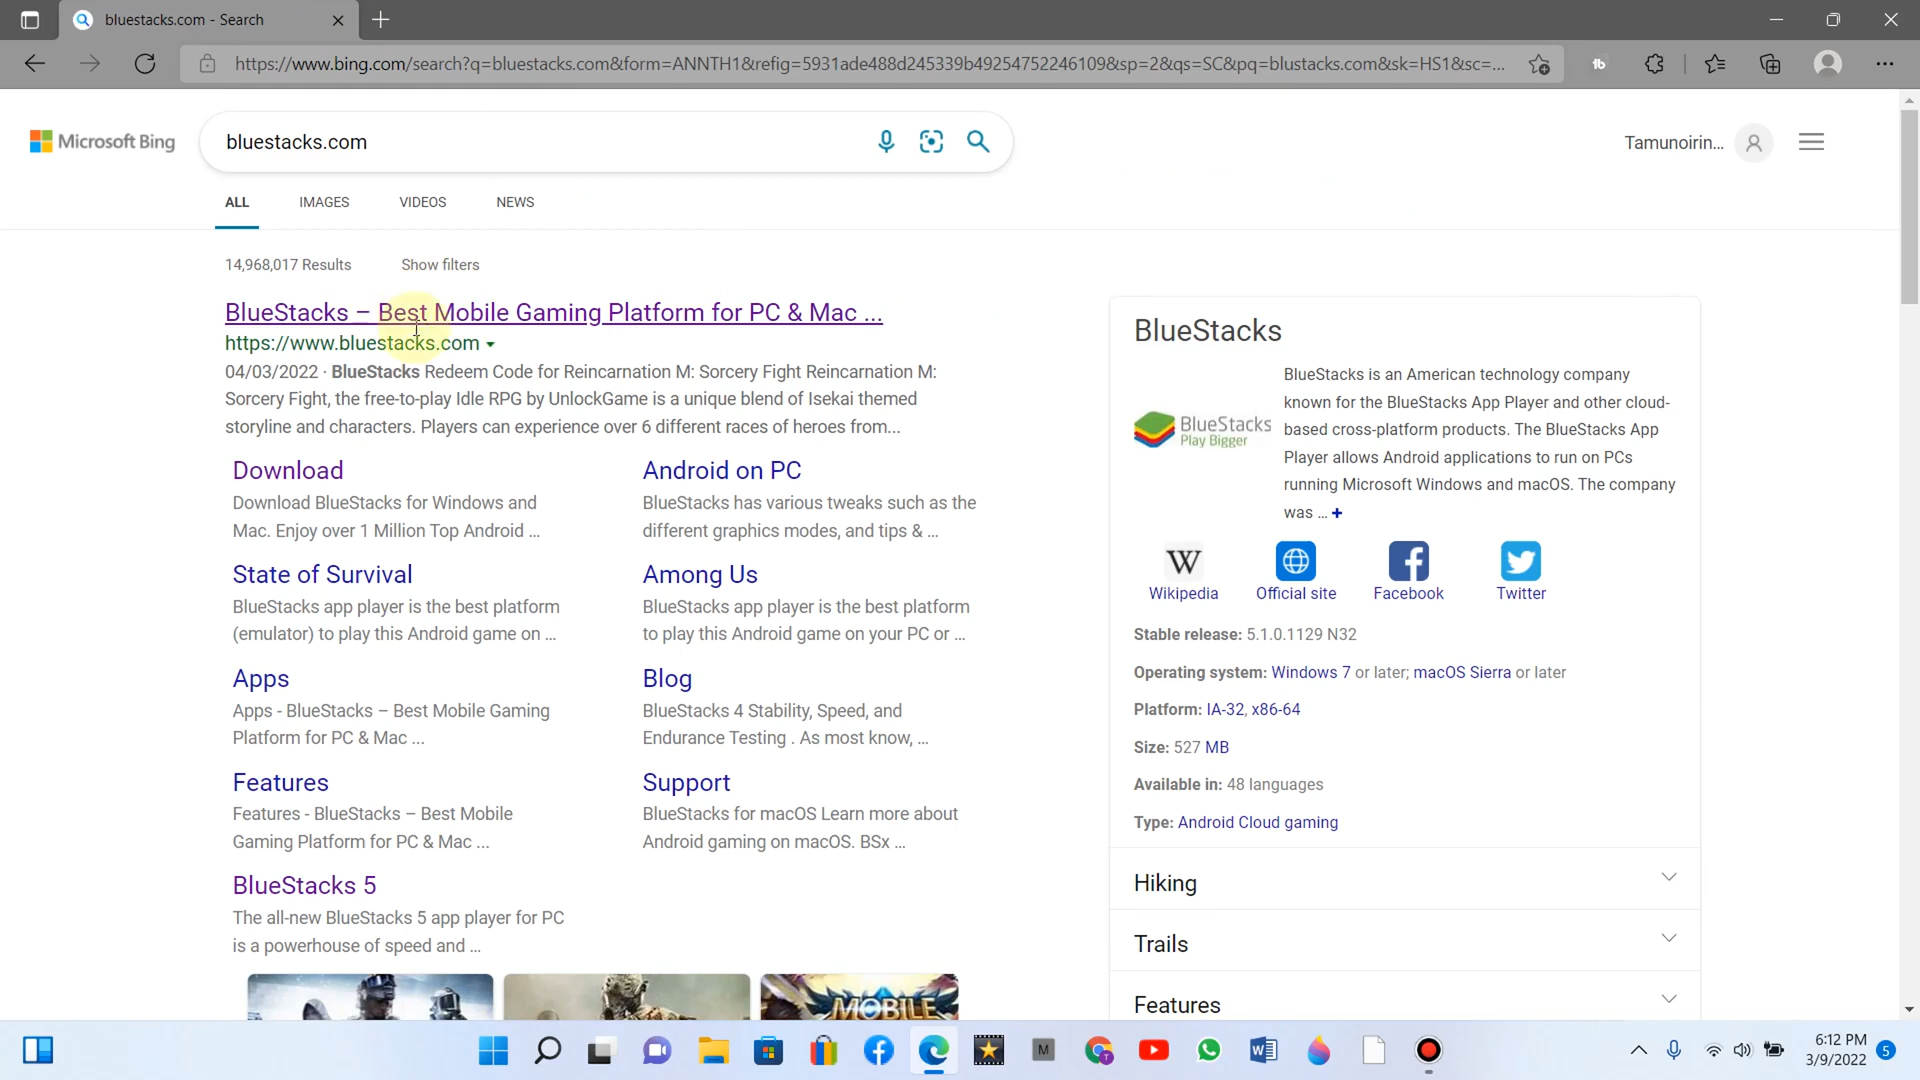 bluestacks.com - Search
https://www.bing.com/search?q=bluestacks.com&form=ANNTH1&refig=5931ade488d245339b49254752246109&sp=2&qs=SC&pq=blustacks.com&sk=HS1&sc=...
Microsoft Bing
bluestacks.com
Tamunoirin...
ALL
IMAGES
VIDEOS
NEWS
14,968,017 Results
Show filters
BlueStacks – Best Mobile Gaming Platform for PC & Mac ...
https://www.bluestacks.com
04/03/2022 · BlueStacks Redeem Code for Reincarnation M: Sorcery Fight Reincarnation M:
Sorcery Fight, the free-to-play Idle RPG by UnlockGame is a unique blend of Isekai themed
storyline and characters. Players can experience over 6 different races of heroes from...
Download
Download BlueStacks for Windows and
Mac. Enjoy over 1 Million Top Android ...
Android on PC
BlueStacks has various tweaks such as the
different graphics modes, and tips & ...
State of Survival
BlueStacks app player is the best platform
(emulator) to play this Android game on ...
Among Us
BlueStacks app player is the best platform
to play this Android game on your PC or ...
Apps
Apps - BlueStacks – Best Mobile Gaming
Platform for PC & Mac ...
Blog
BlueStacks 4 Stability, Speed, and
Endurance Testing . As most know, ...
Features
Features - BlueStacks – Best Mobile
Gaming Platform for PC & Mac ...
Support
BlueStacks for macOS Learn more about
Android gaming on macOS. BSx ...
BlueStacks 5
The all-new BlueStacks 5 app player for PC
is a powerhouse of speed and ...
MOBILE
BlueStacks
BlueStacks
Play Bigger
BlueStacks is an American technology company
known for the BlueStacks App Player and other cloud-
based cross-platform products. The BlueStacks App
Player allows Android applications to run on PCs
running Microsoft Windows and macOS. The company
was ... +
W
Wikipedia
Official site
Facebook
Twitter
Stable release: 5.1.0.1129 N32
Operating system: Windows 7 or later; macOS Sierra or later
Platform: IA-32, x86-64
Size: 527 MB
Available in: 48 languages
Type: Android Cloud gaming
Hiking
Trails
Features
M
T
W
6:12 PM
3/9/2022
5